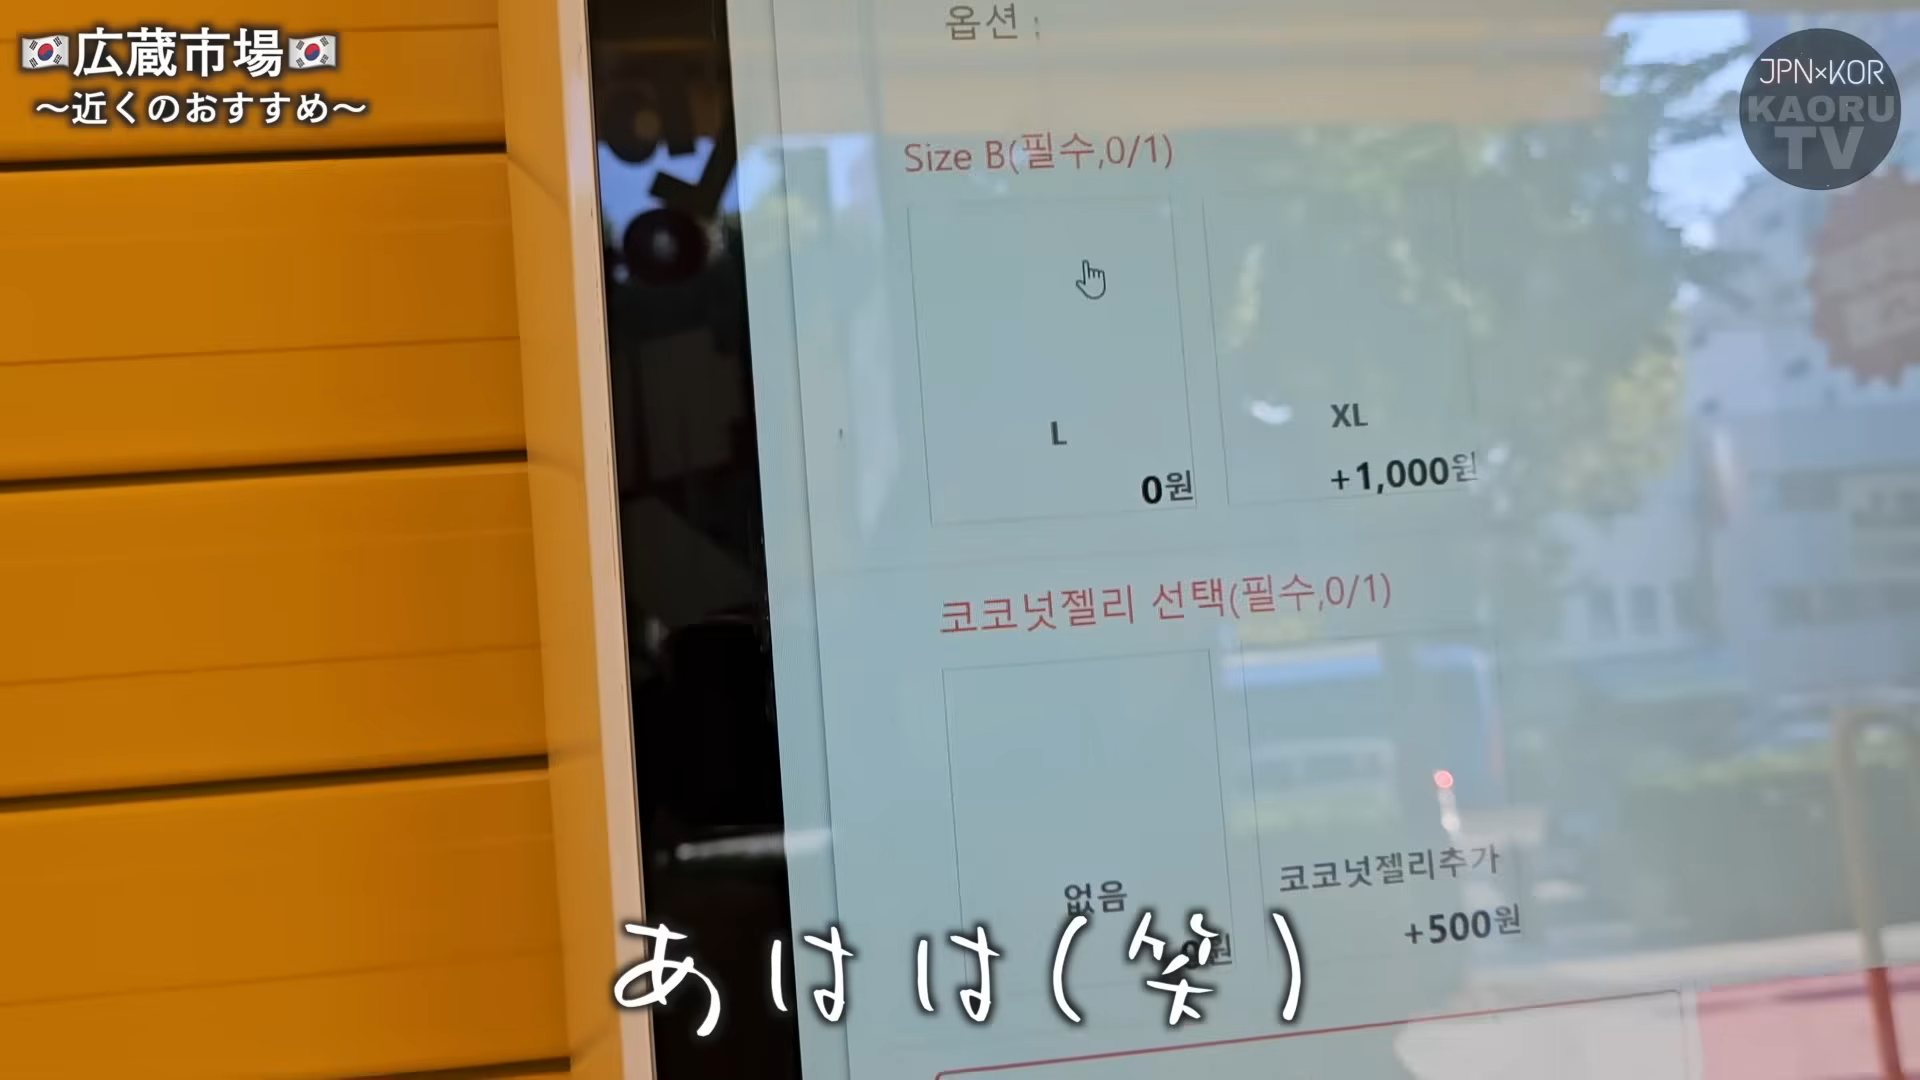 🇰🇷広蔵市場🇰🇷
～近くのおすすめ～
JPN×KOR
KAORU
TV
옵션 :
Size B(필수,0/1)
L
0원
XL
+1,000원
코코넛젤리 선택(필수,0/1)
없음
0원
코코넛젤리추가
+500원
あはは(笑)